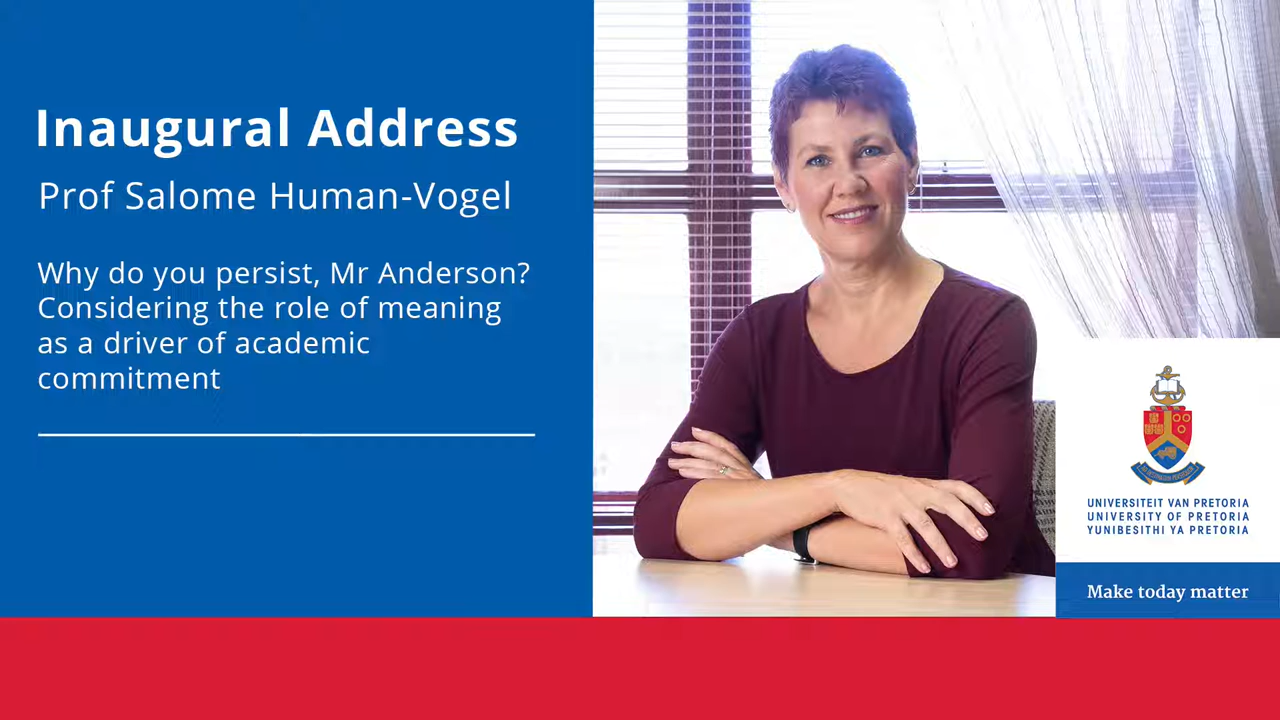 Inaugural Address
Prof Salome Human-Vogel
Why do you persist, Mr Anderson?
Considering the role of meaning
as a driver of academic
commitment
UNIVERSITEIT VAN PRETORIA
UNIVERSITY OF PRETORIA
YUNIBESITHI YA PRETORIA
Make today matter